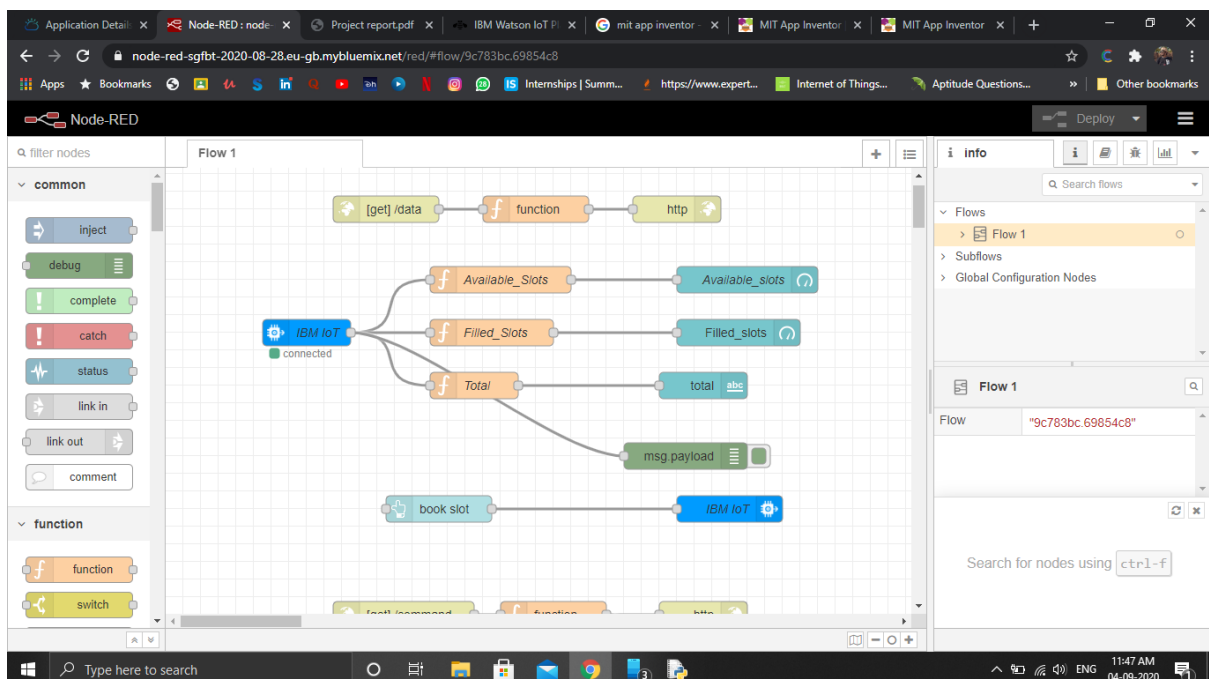 Application Detail
Node-RED : node-
Project report.pdf
IBM Watson IoT Pl
mit app inventor -
MIT App Inventor
MIT App Inventor
node-red-sgfbt-2020-08-28.eu-gb.mybluemix.net/red/#flow/9c783bc.69854c8
Apps Bookmarks Internships | Summ... https://www.expert... Internet of Things... Aptitude Questions... » Other bookmarks
Node-RED Deploy
filter nodes
Flow 1
i info
Search flows
common
inject
debug
complete
catch
status
link in
link out
comment
function
function
switch
[get] /data function http
Available_Slots Available_slots
IBM IoT Filled_Slots Filled_slots
connected
Total total abc
msg.payload
book slot IBM IoT
[get] /command function http
Flows
Flow 1
Subflows
Global Configuration Nodes
Flow 1
Flow "9c783bc.69854c8"
Search for nodes using ctrl-f
Type here to search
3
ENG
11:47 AM
04-09-2020
1